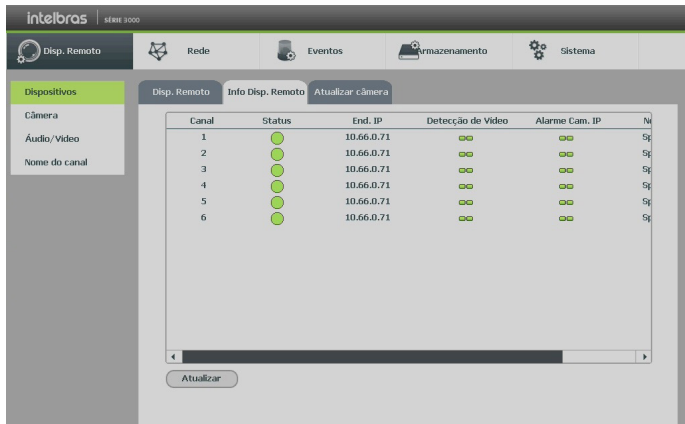 intelbras SÉRIE 3000
Disp. Remoto Rede Eventos Armazenamento Sistema
Dispositivos
Câmera
Áudio/Vídeo
Nome do canal
Disp. Remoto Info Disp. Remoto Atualizar câmera
Canal Status End. IP Detecção de Vídeo Alarme Cam. IP
1 10.66.0.71
2 10.66.0.71
3 10.66.0.71
4 10.66.0.71
5 10.66.0.71
6 10.66.0.71
Atualizar